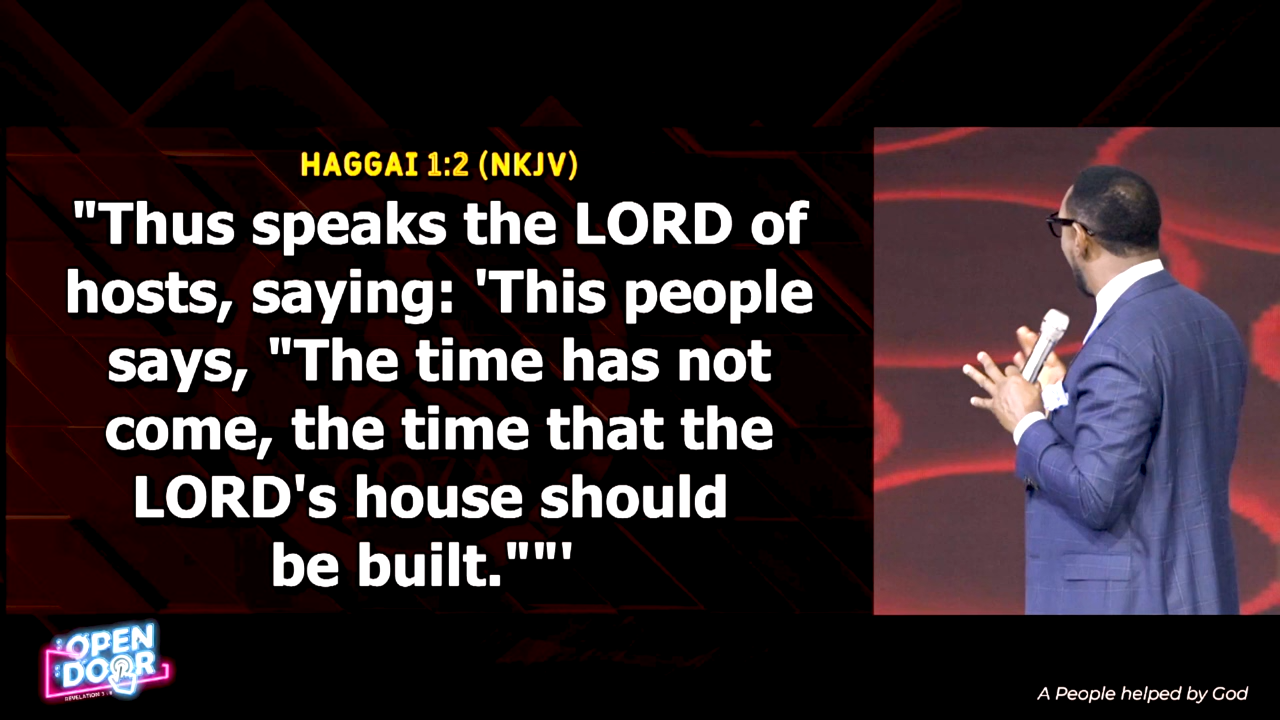 HAGGAI 1:2 (NKJV)
"Thus speaks the LORD of
hosts, saying: 'This people
says, "The time has not
come, the time that the
LORD's house should
be built.""'
OPEN
DOOR
A People helped by God